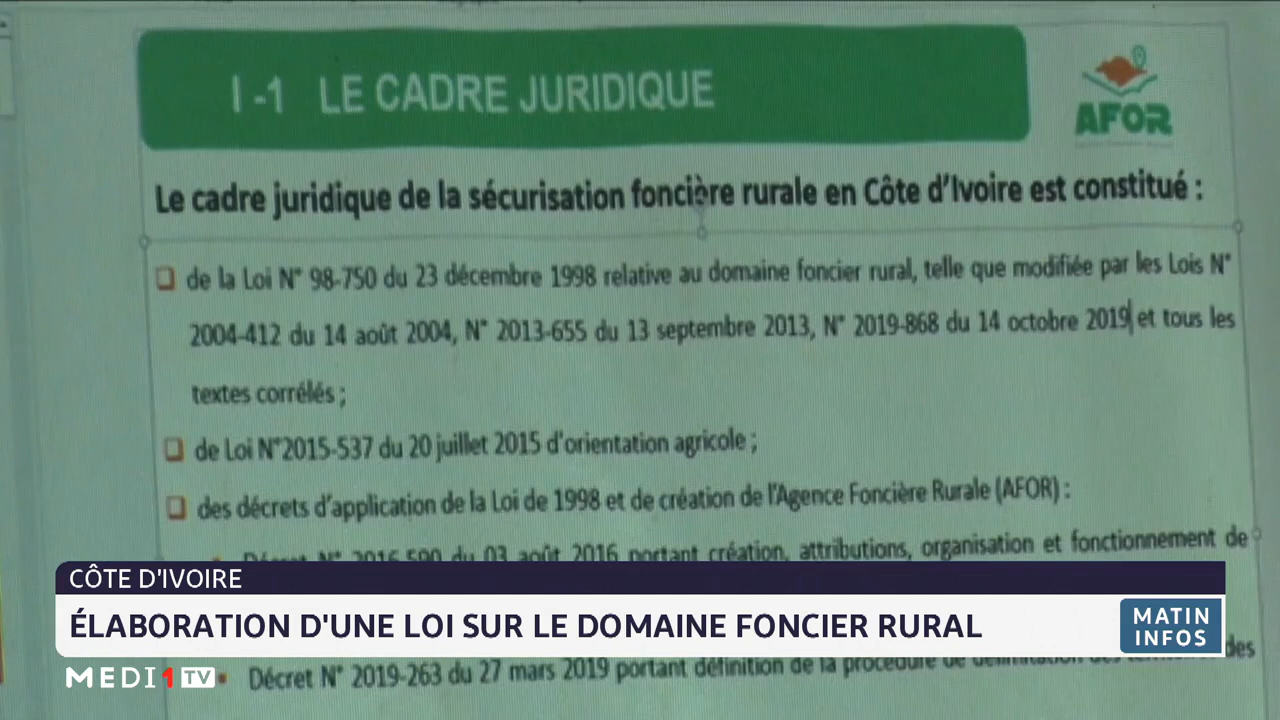 I -1 LE CADRE JURIDIQUE
AFOR
Le cadre juridique de la sécurisation foncière rurale en Côte d'Ivoire est constitué :
❑ de la Loi N° 98-750 du 23 décembre 1998 relative au domaine foncier rural, telle que modifiée par les Lois N°
2004-412 du 14 août 2004, N° 2013-655 du 13 septembre 2013, N° 2019-868 du 14 octobre 2019 et tous les
textes corrélés ;
❑ de Loi N°2015-537 du 20 juillet 2015 d'orientation agricole ;
❑ des décrets d'application de la Loi de 1998 et de création de l'Agence Foncière Rurale (AFOR) :
Décret N° 2016-590 du 03 août 2016 portant création, attributions, organisation et fonctionnement de
CÔTE D'IVOIRE
ÉLABORATION D'UNE LOI SUR LE DOMAINE FONCIER RURAL
MATIN
INFOS
MEDI1 TV
▪ Décret N° 2019-263 du 27 mars 2019 portant définition de la procédure de délimitation des